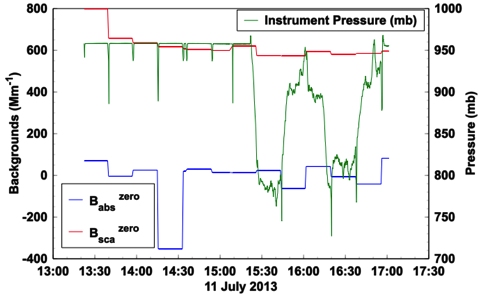 800
600
400
200
0
-200
-400
Backgrounds (Mm⁻¹)
Instrument Pressure (mb)
B_abs^zero
B_sca^zero
1000
950
900
850
800
750
700
Pressure (mb)
13:00 13:30 14:00 14:30 15:30 16:00 16:30 17:00 17:30
11 July 2013